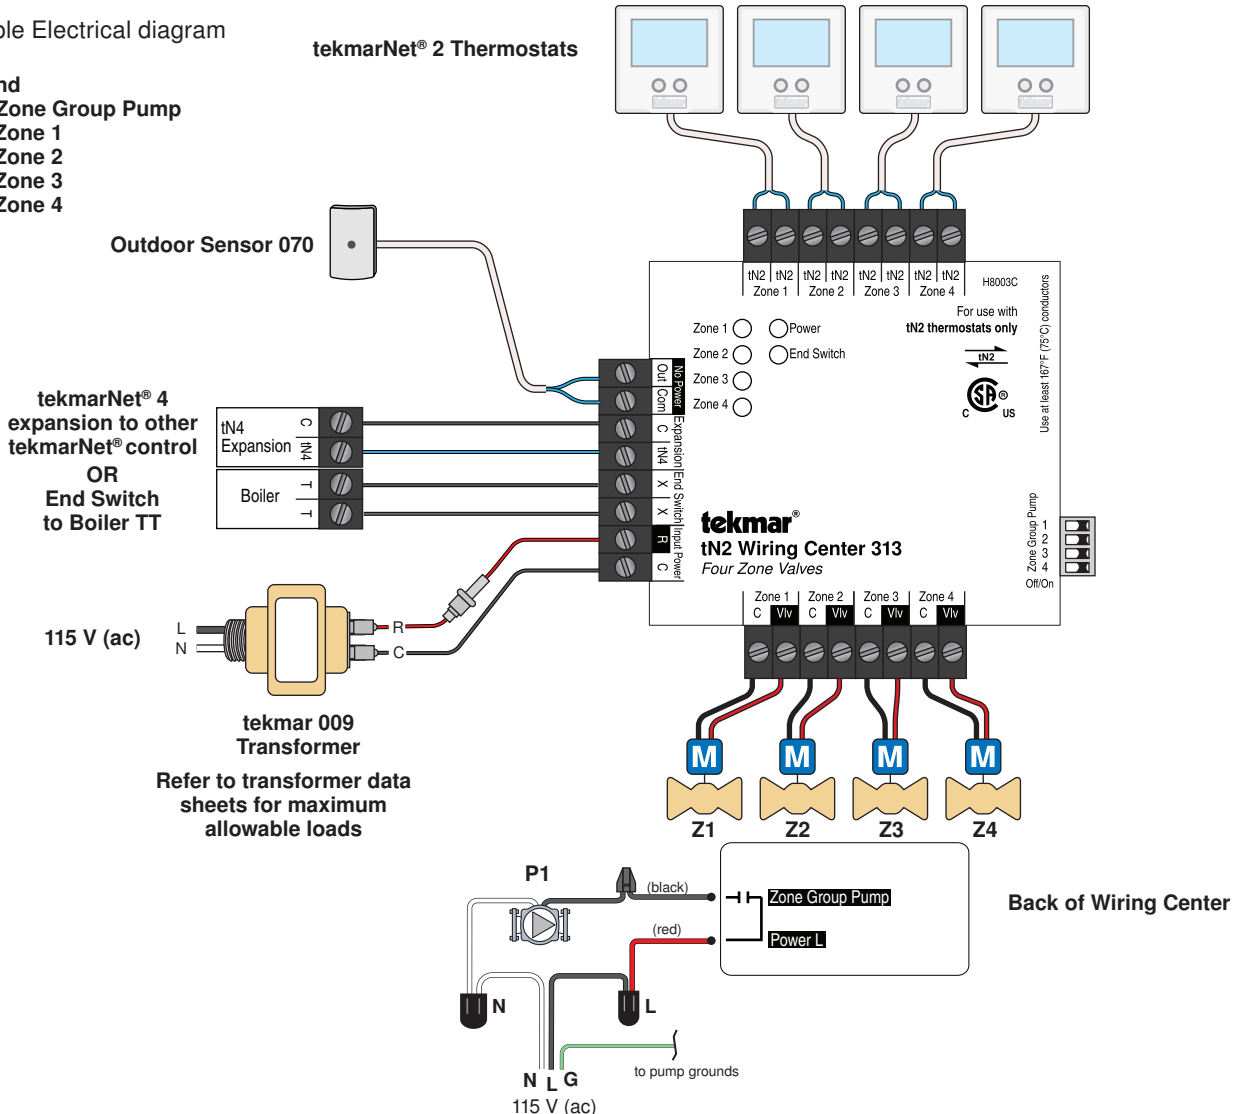 ple Electrical diagram
nd
Zone Group Pump
Zone 1
Zone 2
Zone 3
Zone 4
tekmarNet® 2 Thermostats
Outdoor Sensor 070
tekmarNet® 4
expansion to other
tekmarNet® control
OR
End Switch
to Boiler TT
tN4
Expansion
C
tN4
Boiler
T
T
115 V (ac)
L
N
R
C
tekmar 009
Transformer
Refer to transformer data
sheets for maximum
allowable loads
tN2 tN2 tN2 tN2 tN2 tN2 tN2 tN2
Zone 1 Zone 2 Zone 3 Zone 4
H8003C
For use with
tN2 thermostats only
tN2
CSA®
C US
Use at least 167°F (75°C) conductors
Zone 1
Zone 2
Zone 3
Zone 4
Power
End Switch
No Power
Out
Com
Expansion
C
tN4
End Switch
X
X
Input Power
R
C
tekmar®
tN2 Wiring Center 313
Four Zone Valves
Zone Group Pump
1
2
3
4
Off/On
Zone 1 Zone 2 Zone 3 Zone 4
C Vlv C Vlv C Vlv C Vlv
M M M M
Z1 Z2 Z3 Z4
P1
(black)
Zone Group Pump
(red)
Power L
Back of Wiring Center
N
L
to pump grounds
N L G
115 V (ac)